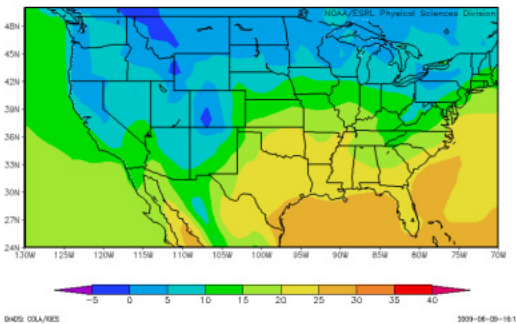 NOAA/ESRL Physical Sciences Division
48N
45N
42N
39N
36N
33N
30N
27N
24N
130W 125W 120W 115W 110W 105W 100W 95W 90W 85W 80W 75W 70W
-5 0 5 10 15 20 25 30 35 40
GrADS: COLA/IGES
2009-06-09-16:1